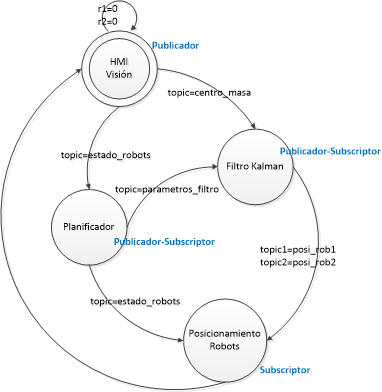 r1=0
r2=0
Publicador
HMI
Visión
topic=centro_masa
topic=estado_robots
Publicador-Subscriptor
Filtro Kalman
topic=parametros_filtro
Planificador
Publicador-Subscriptor
topic1=posi_rob1
topic2=posi_rob2
topic=estado_robots
Posicionamiento
Robots
Subscriptor